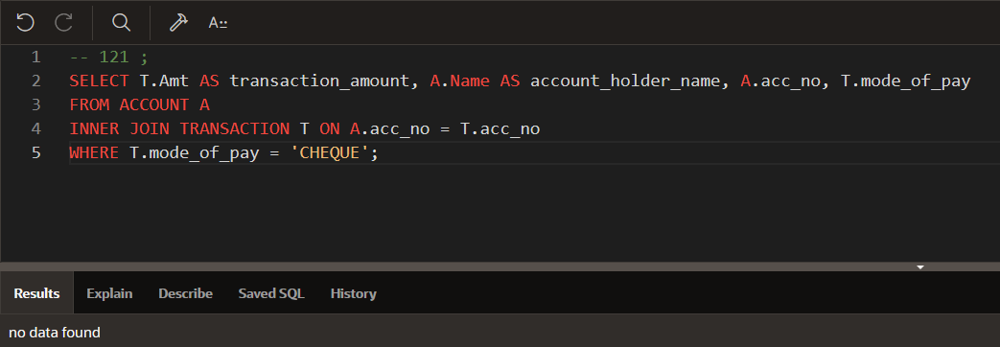 A::
1 -- 121 ;
2 SELECT T.Amt AS transaction_amount, A.Name AS account_holder_name, A.acc_no, T.mode_of_pay
3 FROM ACCOUNT A
4 INNER JOIN TRANSACTION T ON A.acc_no = T.acc_no
5 WHERE T.mode_of_pay = 'CHEQUE';
Results Explain Describe Saved SQL History
no data found